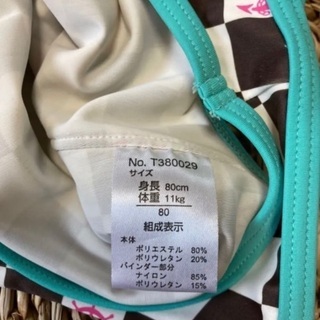 No. T380029
サイズ
身長 80cm
体重 11kg
80
組成表示
本体
ポリエステル 80%
ポリウレタン 20%
バインダー部分
ナイロン 85%
ポリウレタン 15%